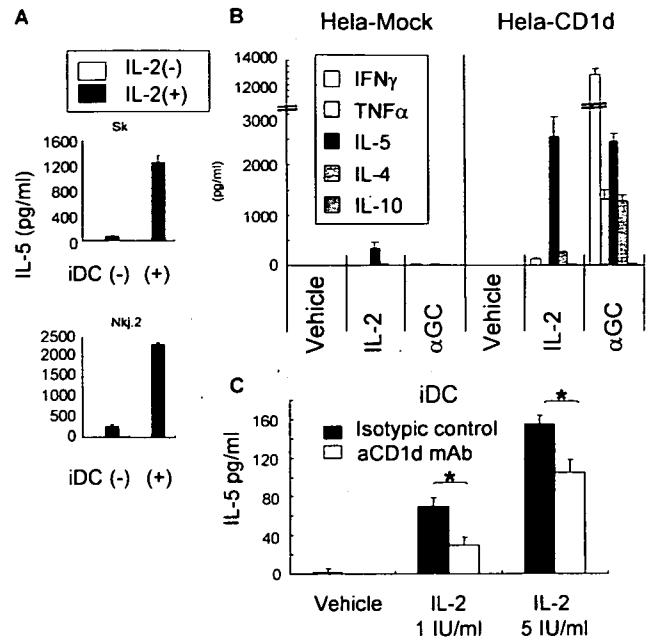 A
IL-2(-)
IL-2(+)
Sk
1600
1200
800
400
0
IL-5 (pg/ml)
iDC (-) (+)
Nkj.2
2500
2000
1500
1000
500
0
iDC (-) (+)
B
Hela-Mock Hela-CD1d
14000
12000
3000
2000
1000
0
(pg/ml)
IFNγ
TNFα
IL-5
IL-4
IL-10
Vehicle IL-2 αGC Vehicle IL-2 αGC
C
iDC
Isotypic control
aCD1d mAb
160
120
80
40
0
IL-5 pg/ml
* *
Vehicle IL-2 IL-2
1 IU/ml 5 IU/ml